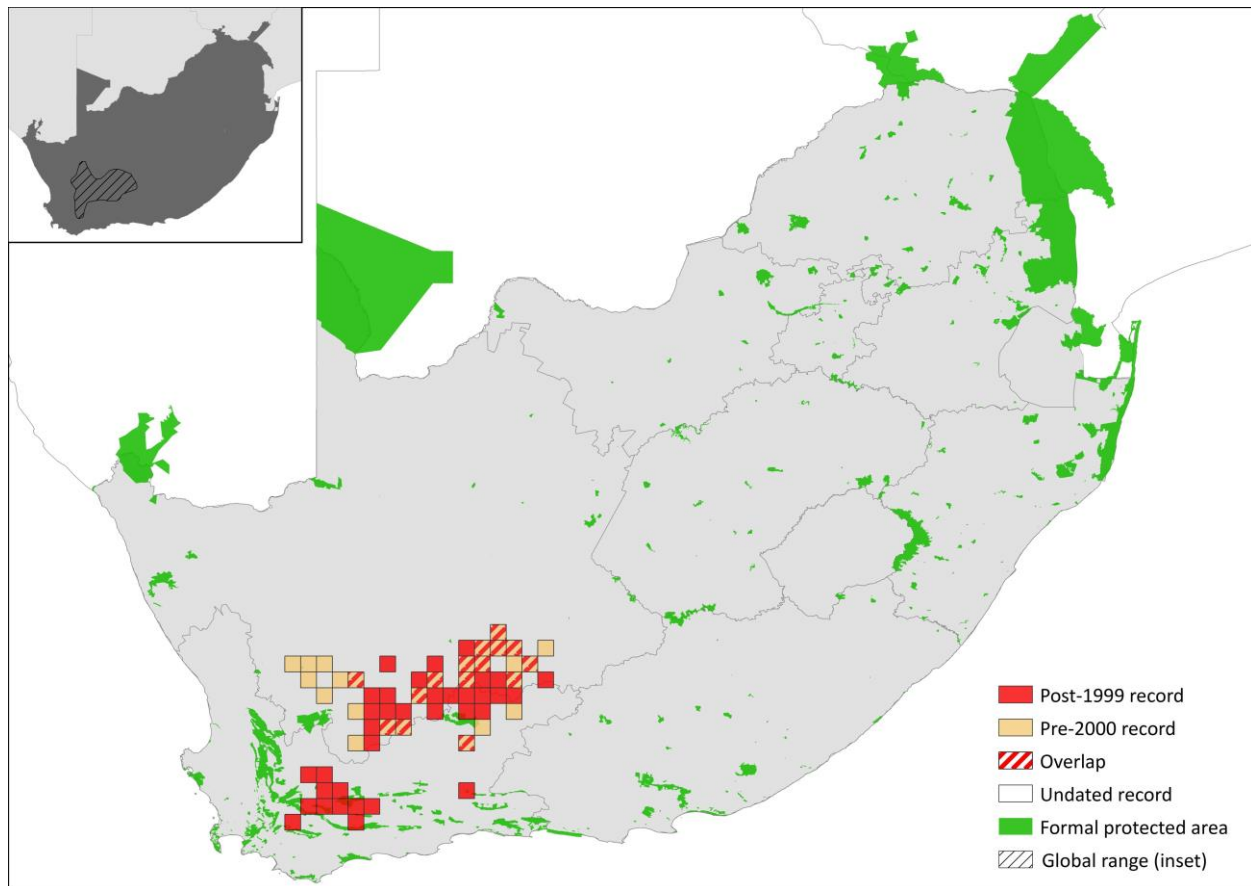 Post-1999 record
Pre-2000 record
Overlap
Undated record
Formal protected area
Global range (inset)